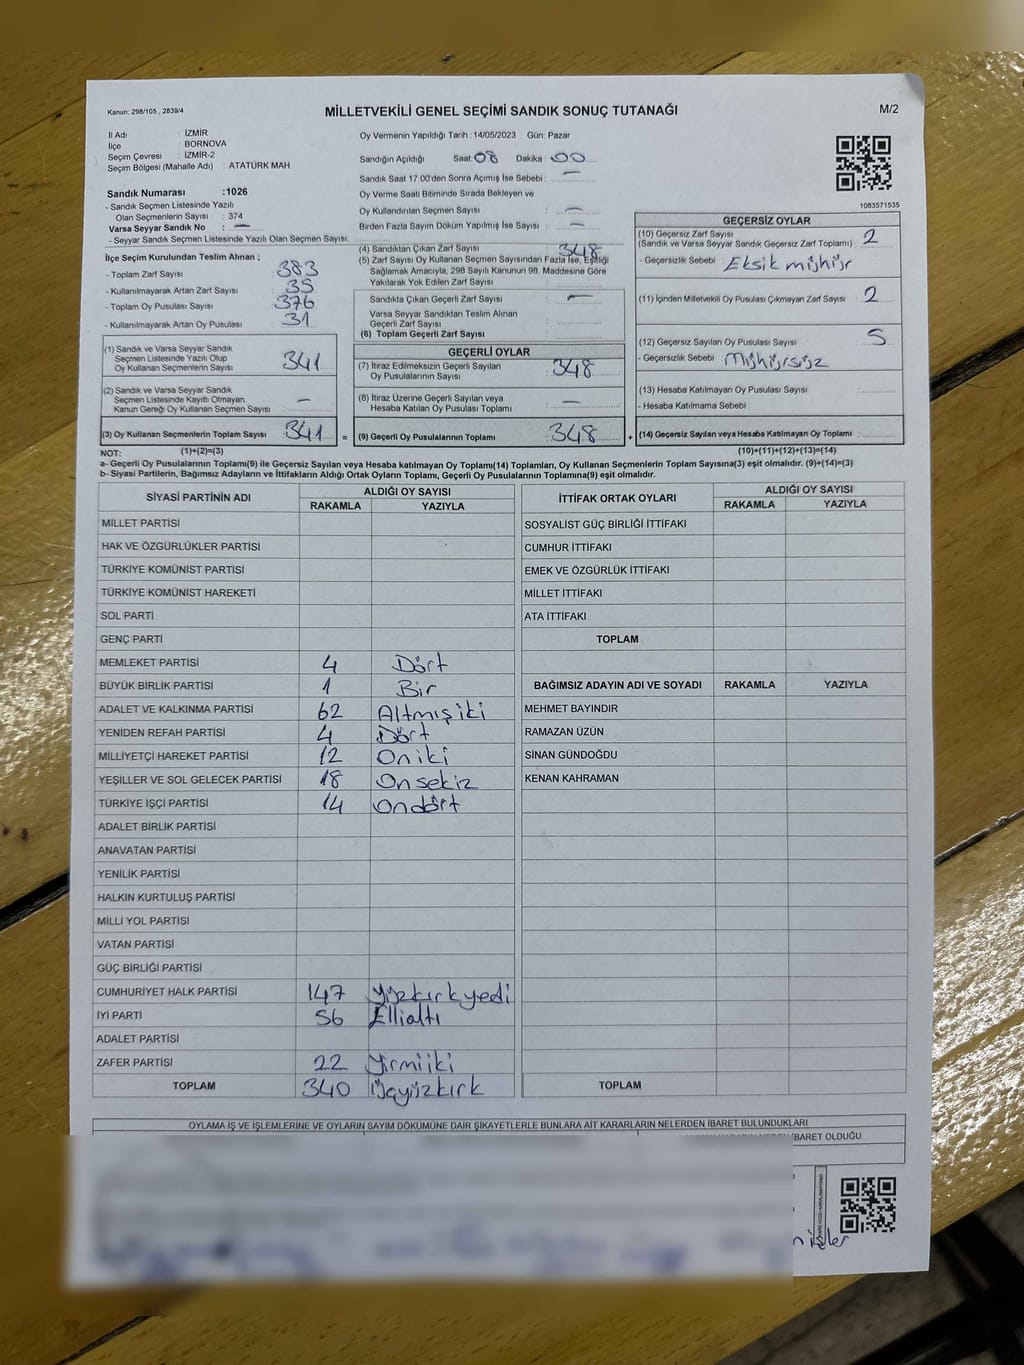 Kanun: 298/105 , 2839/4
MİLLETVEKİLİ GENEL SEÇİMİ SANDIK SONUÇ TUTANAĞI
M/2
İl Adı : İZMİR
İlçe : BORNOVA
Seçim Çevresi : İZMİR-2
Seçim Bölgesi (Mahalle Adı) : ATATÜRK MAH.
Oy Vermenin Yapıldığı Tarih : 14/05/2023 Gün: Pazar
Sandığın Açıldığı Saat: 08 Dakika : 00
Sandık Saat 17.00'den Sonra Açımış İse Sebebi : —
Oy Verme Saati Bitiminde Sırada Bekleyen ve
Oy Kullandırılan Seçmen Sayısı : —
Birden Fazla Sayım Döküm Yapılmış İse Sayısı : —
1083571535
Sandık Numarası :1026
- Sandık Seçmen Listesinde Yazılı
Olan Seçmenlerin Sayısı : 374
Varsa Seyyar Sandık No : —
- Seyyar Sandık Seçmen Listesinde Yazılı Olan Seçmen Sayısı:
İlçe Seçim Kurulundan Teslim Alınan ;
- Toplam Zarf Sayısı : 383
- Kullanılmayarak Artan Zarf Sayısı : 35
- Toplam Oy Pusulası Sayısı : 376
- Kullanılmayarak Artan Oy Pusulası : 31
(1) Sandık ve Varsa Seyyar Sandık
Seçmen Listesinde Yazılı Olup
Oy Kullanan Seçmenlerin Sayısı : 341
(2) Sandık ve Varsa Seyyar Sandık
Seçmen Listesinde Kayıtlı Olmayan
Kanun Gereği Oy Kullanan Seçmen Sayısı : —
(3) Oy Kullanan Seçmenlerin Toplam Sayısı : 341 =
(4) Sandıktan Çıkan Zarf Sayısı : 348
(5) Zarf Sayısı Oy Kullanan Seçmen Sayısından Fazla İse, Eşitliği
Sağlamak Amacıyla, 298 Sayılı Kanunun 98. Maddesine Göre
Yakılarak Yok Edilen Zarf Sayısı :
Sandıkta Çıkan Geçerli Zarf Sayısı : —
Varsa Seyyar Sandıktan Teslim Alınan
Geçerli Zarf Sayısı :
(6) Toplam Geçerli Zarf Sayısı :
GEÇERLİ OYLAR
(7) İtiraz Edilmeksizin Geçerli Sayılan
Oy Pusulalarının Sayısı : 348
(8) İtiraz Üzerine Geçerli Sayılan veya
Hesaba Katılan Oy Pusulası Toplamı : —
(9) Geçerli Oy Pusulalarının Toplamı : 348 +
GEÇERSİZ OYLAR
(10) Geçersiz Zarf Sayısı
(Sandık ve Varsa Seyyar Sandık Geçersiz Zarf Toplamı) : 2
- Geçersizlik Sebebi : Eksik mühür
(11) İçinden Milletvekili Oy Pusulası Çıkmayan Zarf Sayısı : 2
(12) Geçersiz Sayılan Oy Pusulası Sayısı : 5
- Geçersizlik Sebebi : Mühürsüz
(13) Hesaba Katılmayan Oy Pusulası Sayısı :
- Hesaba Katılmama Sebebi :
(14) Geçersiz Sayılan veya Hesaba Katılmayan Oy Toplamı :
NOT: (1)+(2)=(3) (10)+(11)+(12)+(13)=(14)
a- Geçerli Oy Pusulalarının Toplamı(9) ile Geçersiz Sayılan veya Hesaba katılmayan Oy Toplamı(14) Toplamları, Oy Kullanan Seçmenlerin Toplam Sayısına(3) eşit olmalıdır. (9)+(14)=(3)
b- Siyasi Partilerin, Bağımsız Adayların ve İttifakların Aldığı Ortak Oyların Toplamı, Geçerli Oy Pusulalarının Toplamına(9) eşit olmalıdır.
SİYASİ PARTİNİN ADI ALDIĞI OY SAYISI
RAKAMLA YAZIYLA
MİLLET PARTİSİ
HAK VE ÖZGÜRLÜKLER PARTİSİ
TÜRKİYE KOMÜNİST PARTİSİ
TÜRKİYE KOMÜNİST HAREKETİ
SOL PARTİ
GENÇ PARTİ
MEMLEKET PARTİSİ 4 Dört
BÜYÜK BİRLİK PARTİSİ 1 Bir
ADALET VE KALKINMA PARTİSİ 62 Altmışiki
YENİDEN REFAH PARTİSİ 4 Dört
MİLLİYETÇİ HAREKET PARTİSİ 12 Oniki
YEŞİLLER VE SOL GELECEK PARTİSİ 18 Onsekiz
TÜRKİYE İŞÇİ PARTİSİ 14 Ondört
ADALET BİRLİK PARTİSİ
ANAVATAN PARTİSİ
YENİLİK PARTİSİ
HALKIN KURTULUŞ PARTİSİ
MİLLİ YOL PARTİSİ
VATAN PARTİSİ
GÜÇ BİRLİĞİ PARTİSİ
CUMHURİYET HALK PARTİSİ 147 Yüzkırkyedi
İYİ PARTİ 56 Ellialtı
ADALET PARTİSİ
ZAFER PARTİSİ 22 Yirmiiki
TOPLAM 340 Üçyüzkırk
İTTİFAK ORTAK OYLARI ALDIĞI OY SAYISI
RAKAMLA YAZIYLA
SOSYALİST GÜÇ BİRLİĞİ İTTİFAKI
CUMHUR İTTİFAKI
EMEK VE ÖZGÜRLÜK İTTİFAKI
MİLLET İTTİFAKI
ATA İTTİFAKI
TOPLAM
BAĞIMSIZ ADAYIN ADI VE SOYADI RAKAMLA YAZIYLA
MEHMET BAYINDIR
RAMAZAN ÜZÜN
SİNAN GÜNDOĞDU
KENAN KAHRAMAN
TOPLAM
OYLAMA İŞ VE İŞLEMLERİNE VE OYLARIN SAYIM DÖKÜMÜNE DAİR ŞİKAYETLERLE BUNLARA AİT KARARLARIN NELERDEN İBARET BULUNDUKLARI
İBARET OLDUĞU